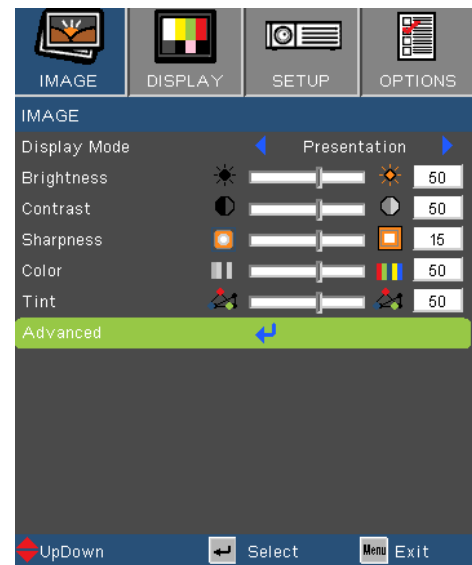 IMAGE DISPLAY SETUP OPTIONS
IMAGE
Display Mode Presentation
Brightness 50
Contrast 50
Sharpness 15
Color 50
Tint 50
Advanced
UpDown Select Menu Exit